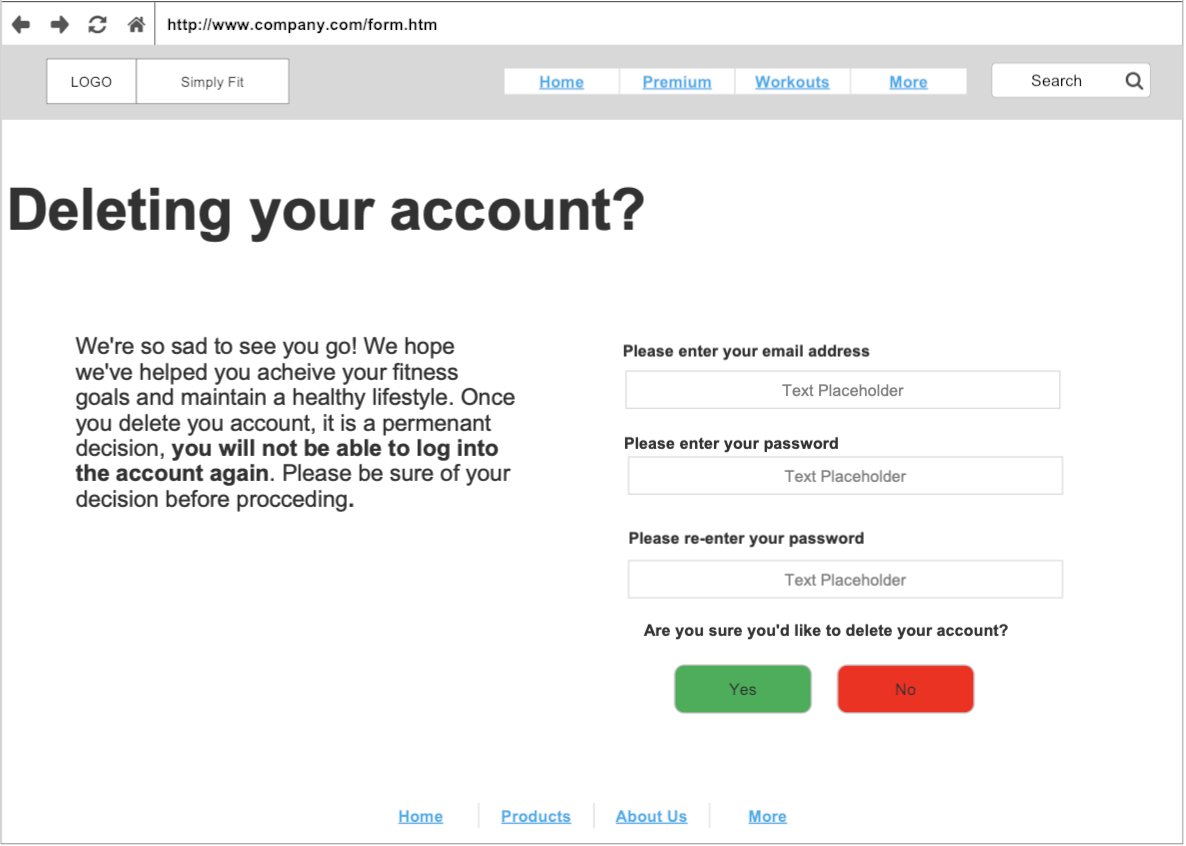 http://www.company.com/form.htm
LOGO
Simply Fit
Home
Premium
Workouts
More
Search
Deleting your account?
We're so sad to see you go! We hope
we've helped you acheive your fitness
goals and maintain a healthy lifestyle. Once
you delete you account, it is a permenant
decision, you will not be able to log into
the account again. Please be sure of your
decision before procceding.
Please enter your email address
Text Placeholder
Please enter your password
Text Placeholder
Please re-enter your password
Text Placeholder
Are you sure you'd like to delete your account?
Yes
No
Home
Products
About Us
More